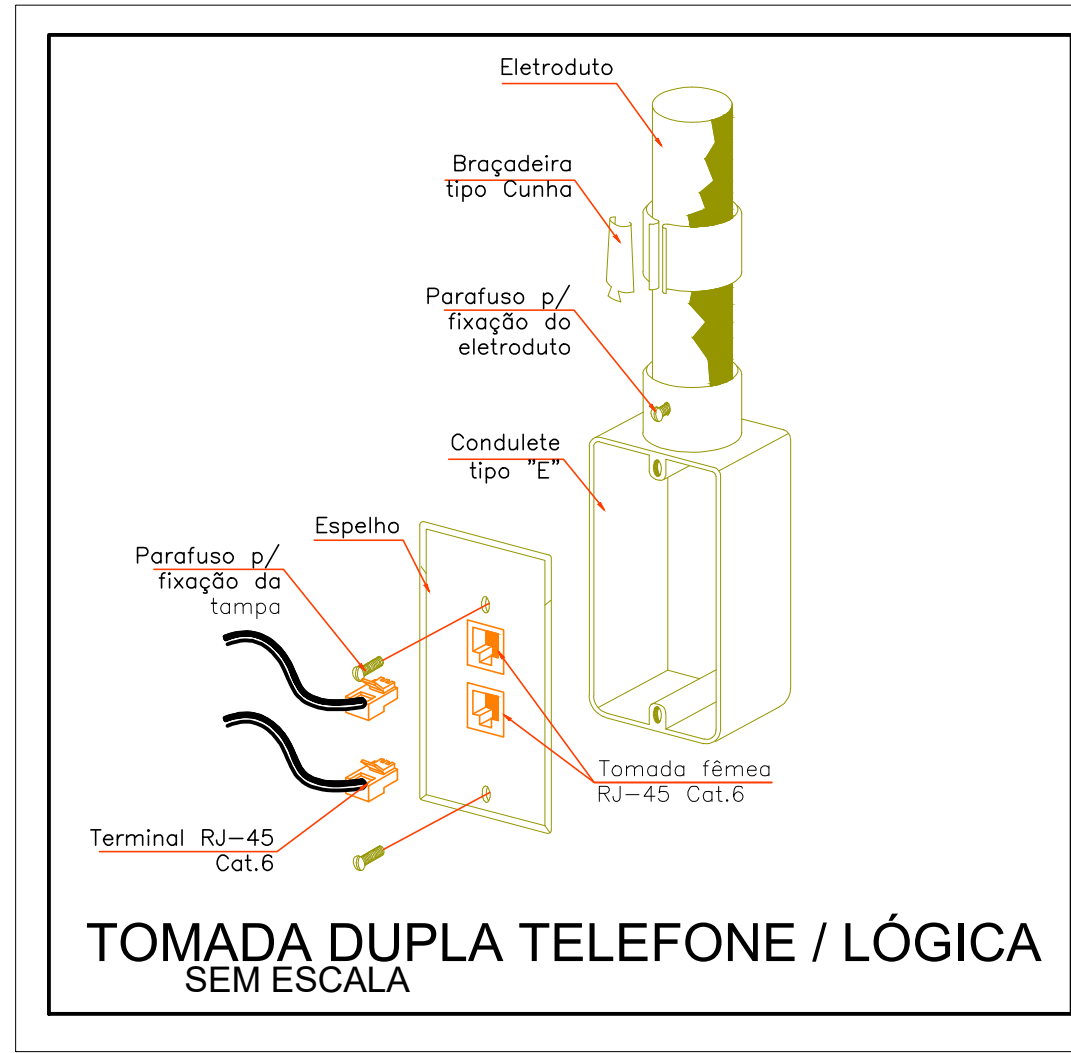 Eletroduto
Braçadeira
tipo Cunha
Parafuso p/
fixação do
eletroduto
Condulete
tipo "E"
Espelho
Parafuso p/
fixação da
tampa
Tomada fêmea
RJ-45 Cat.6
Terminal RJ-45
Cat.6
TOMADA DUPLA TELEFONE / LÓGICA
SEM ESCALA